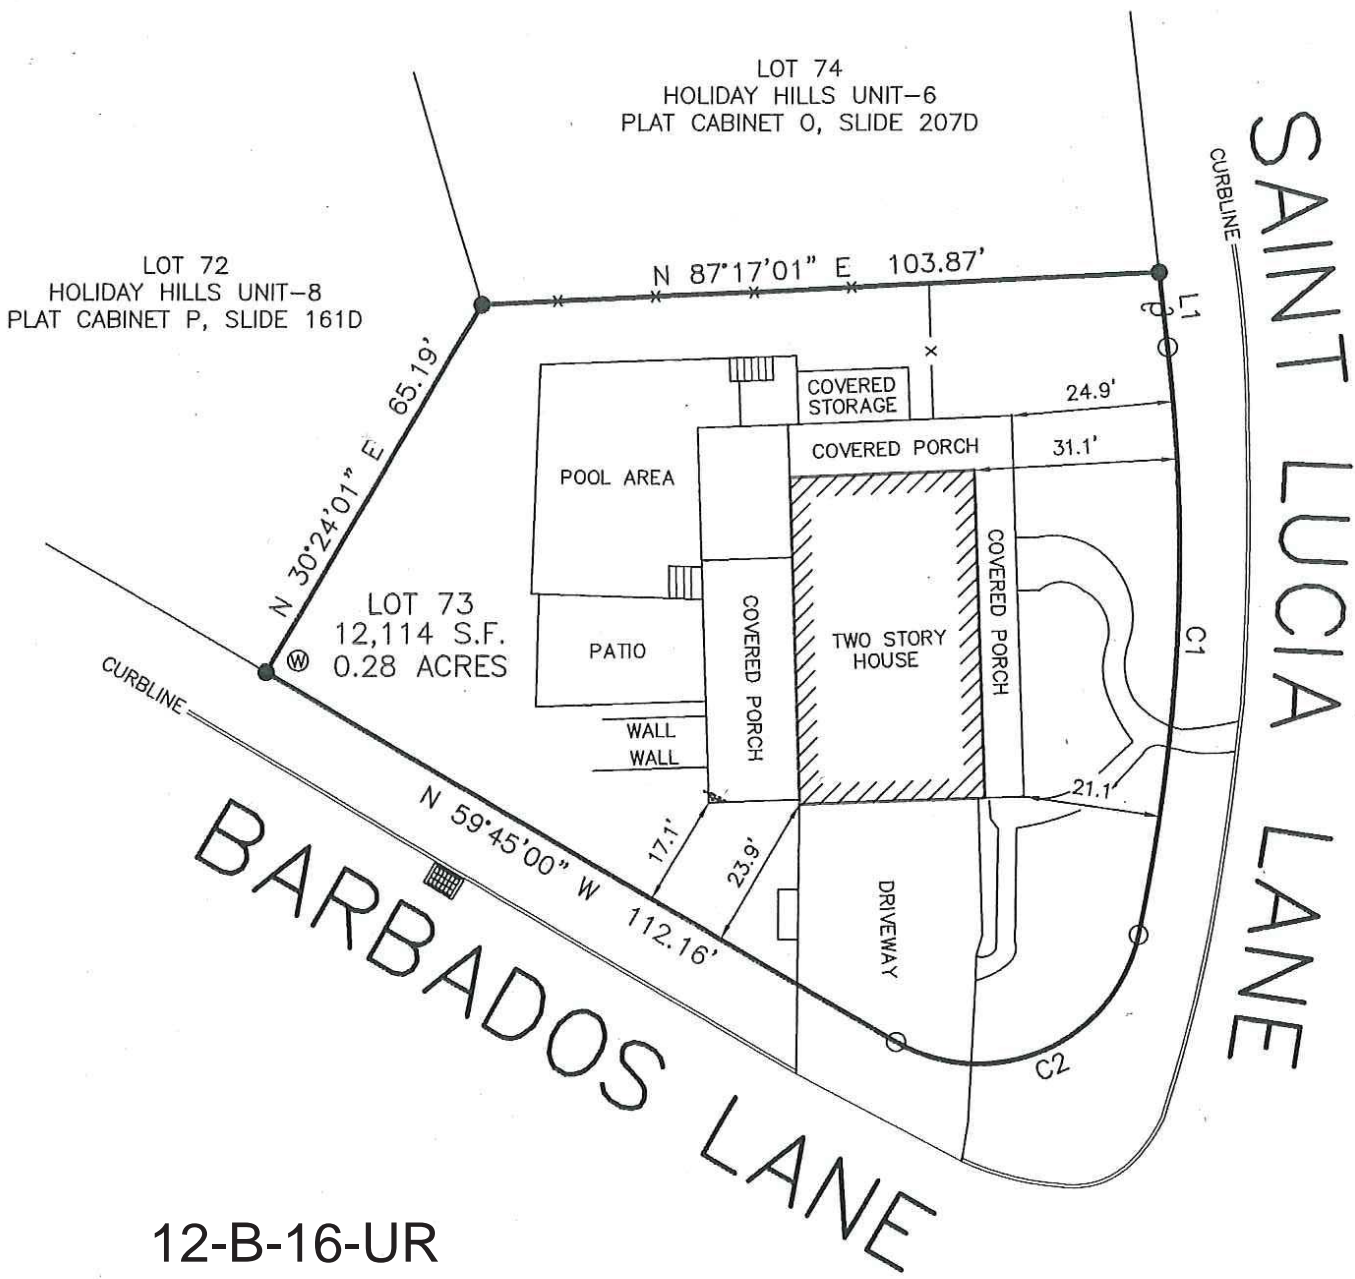 LOT 74
HOLIDAY HILLS UNIT-6
PLAT CABINET O, SLIDE 207D
LOT 72
HOLIDAY HILLS UNIT-8
PLAT CABINET P, SLIDE 161D
N 87°17'01" E 103.87'
L1
CURBLINE
SAINT LUCIA LANE
N 30°24'01" E 65.19'
COVERED
STORAGE
24.9'
COVERED PORCH
31.1'
POOL AREA
COVERED PORCH
LOT 73
12,114 S.F.
0.28 ACRES
W
PATIO
COVERED PORCH
TWO STORY
HOUSE
C1
CURBLINE
WALL
WALL
21.1'
N 59°45'00" W 112.16'
17.1'
23.9'
DRIVEWAY
C2
BARBADOS LANE
12-B-16-UR